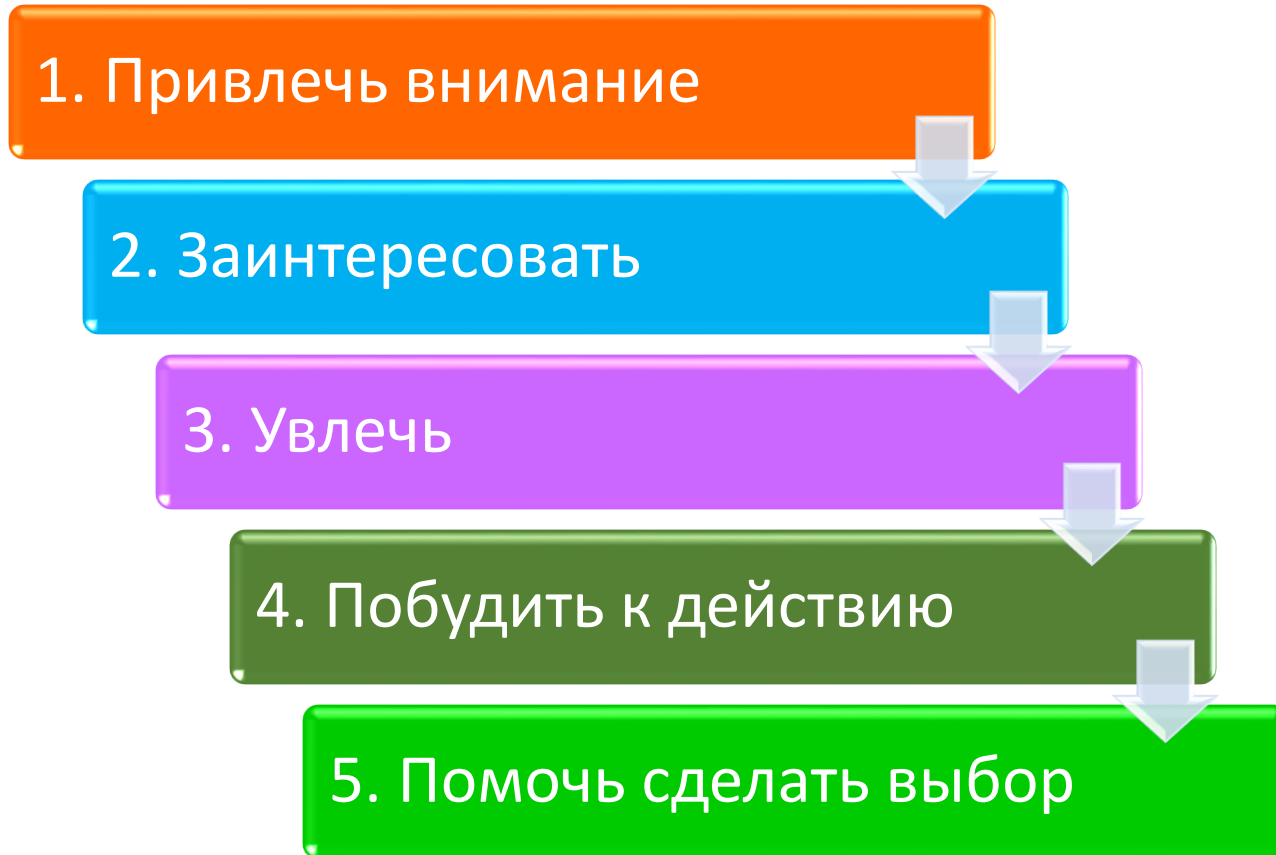 1. Привлечь внимание
2. Заинтересовать
3. Увлечь
4. Побудить к действию
5. Помочь сделать выбор